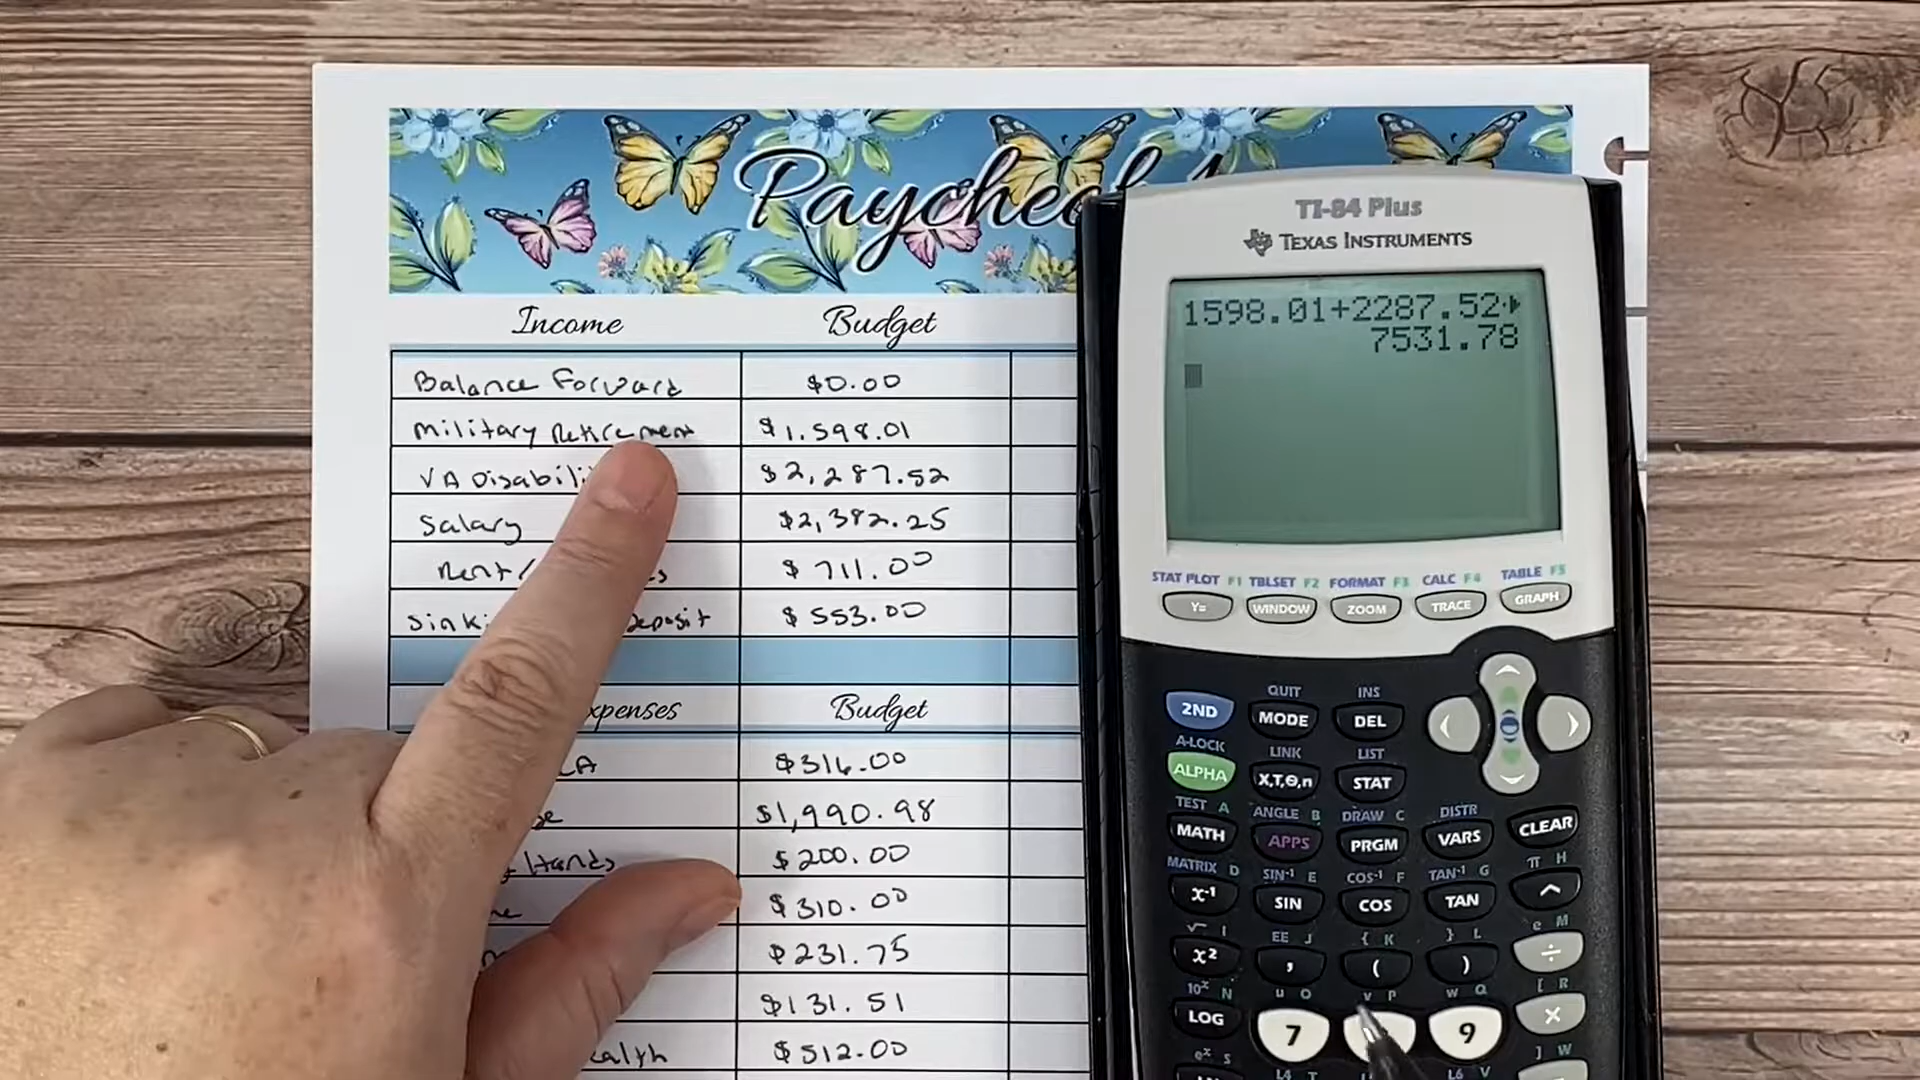 Paycheck
Income Budget
Balance Forward $0.00
Military Retirement $1,598.01
VA $2,287.52
Salary $2,382.25
Rent/ $711.00
Deposit $553.00
Budget
$316.00
$1,990.98
Hands $200.00
$310.00
$231.75
$131.51
$512.00
TI-84 Plus
TEXAS INSTRUMENTS
1598.01+2287.52
7531.78
STAT PLOT F1 TBLSET F2 FORMAT F3 CALC F4 TABLE F5
Y= WINDOW ZOOM TRACE GRAPH
QUIT INS
2ND MODE DEL
A-LOCK LINK LIST
ALPHA X,T,Θ,n STAT
TEST A ANGLE B DRAW C DISTR
MATH APPS PRGM VARS CLEAR
MATRIX D SIN⁻¹ E COS⁻¹ F TAN⁻¹ G π H
x⁻¹ SIN COS TAN ^
√ I EE J { K } L e M
x² , ( ) ÷
10ˣ N u O v P w Q [ R
LOG 7 9 ×
eˣ S ] W
L4 T L6 V